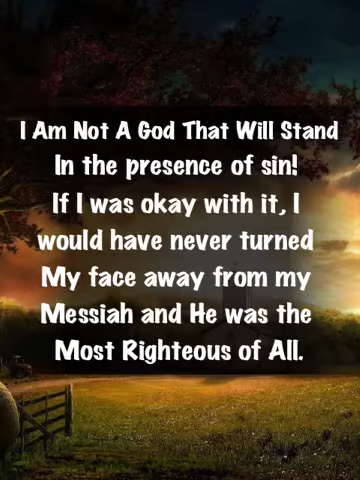 I Am Not A God That Will Stand
In the presence of sin!
If I was okay with it, I
would have never turned
My face away from my
Messiah and He was the
Most Righteous of All.